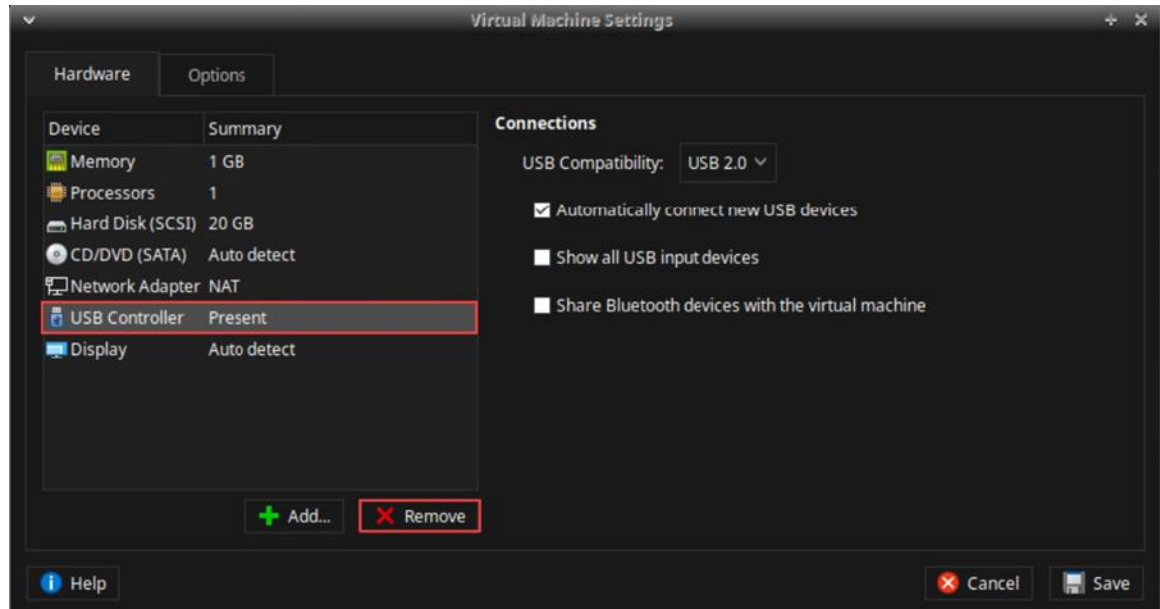 Virtual Machine Settings
Hardware Options
Device Summary
Memory 1 GB
Processors 1
Hard Disk (SCSI) 20 GB
CD/DVD (SATA) Auto detect
Network Adapter NAT
USB Controller Present
Display Auto detect
Add... Remove
Connections
USB Compatibility: USB 2.0
Automatically connect new USB devices
Show all USB input devices
Share Bluetooth devices with the virtual machine
Help Cancel Save